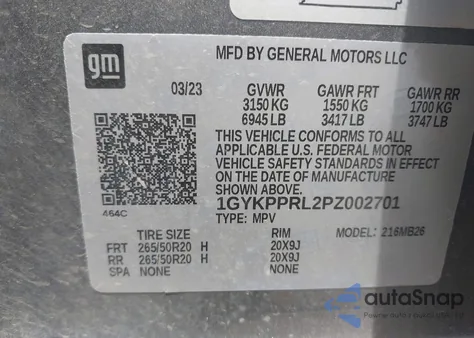 gm
MFD BY GENERAL MOTORS LLC
03/23 GVWR GAWR FRT GAWR RR
3150 KG 1550 KG 1700 KG
6945 LB 3417 LB 3747 LB
THIS VEHICLE CONFORMS TO ALL
APPLICABLE U.S. FEDERAL MOTOR
VEHICLE SAFETY STANDARDS IN EFFECT
ON THE DATE OF MANUFACTURE
SHOWN ABOVE.
464C
1GYKPPRL2PZ002701
TYPE: MPV
TIRE SIZE RIM MODEL: 216MB26
FRT 265/50R20 H 20X9J
RR 265/50R20 H 20X9J
SPA NONE NONE
autoSnap